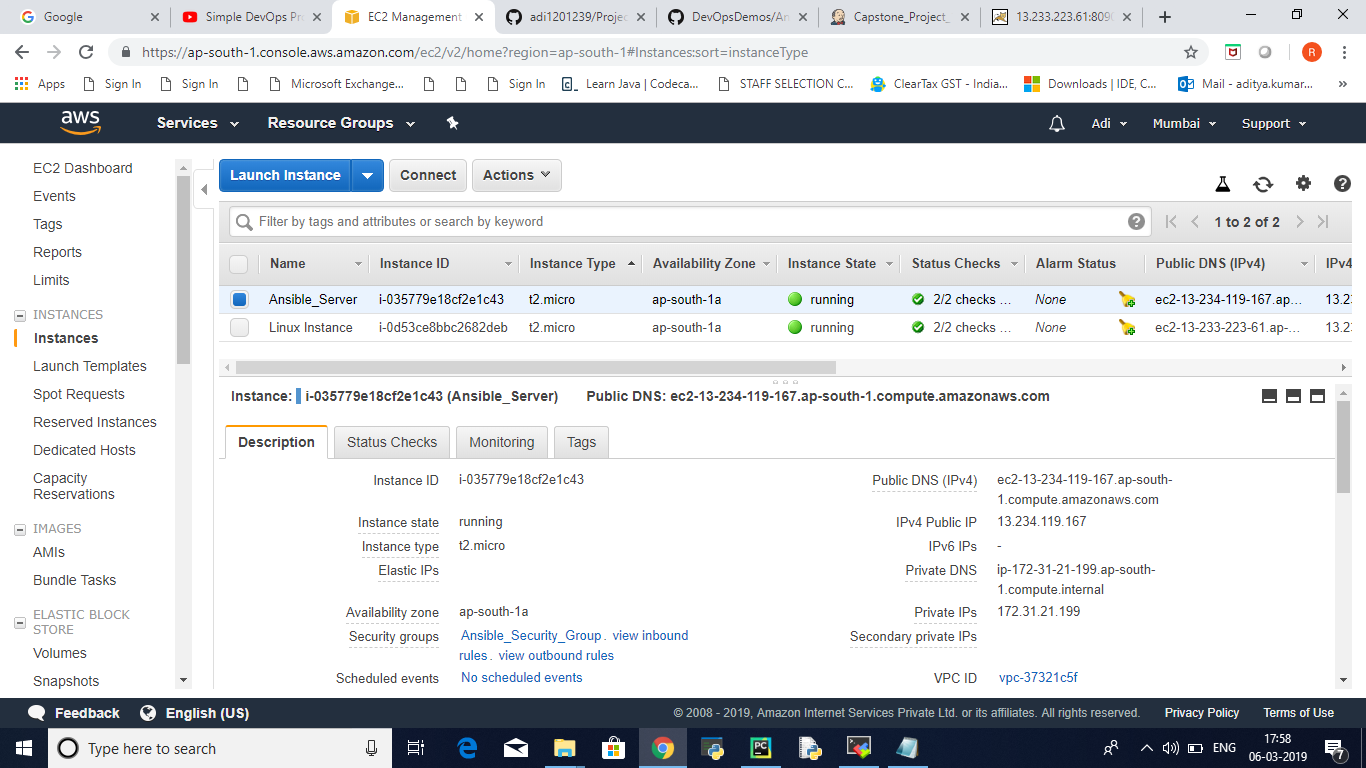 Google
Simple DevOps Pro
EC2 Management
adi1201239/Projec
DevOpsDemos/An
Capstone_Project_
13.233.223.61:8090
https://ap-south-1.console.aws.amazon.com/ec2/v2/home?region=ap-south-1#Instances:sort=instanceType
R
Apps
Sign In
Sign In
Microsoft Exchange...
Sign In
Learn Java | Codeca...
STAFF SELECTION C...
ClearTax GST - India...
Downloads | IDE, C...
Mail - aditya.kumar...
»
aws
Services
Resource Groups
Adi
Mumbai
Support
EC2 Dashboard
Events
Tags
Reports
Limits
INSTANCES
Instances
Launch Templates
Spot Requests
Reserved Instances
Dedicated Hosts
Capacity
Reservations
IMAGES
AMIs
Bundle Tasks
ELASTIC BLOCK
STORE
Volumes
Snapshots
Launch Instance
Connect
Actions
Filter by tags and attributes or search by keyword
1 to 2 of 2
Name Instance ID Instance Type Availability Zone Instance State Status Checks Alarm Status Public DNS (IPv4) IPv4
Ansible_Server i-035779e18cf2e1c43 t2.micro ap-south-1a running 2/2 checks ... None ec2-13-234-119-167.ap... 13.2
Linux Instance i-0d53ce8bbc2682deb t2.micro ap-south-1a running 2/2 checks ... None ec2-13-233-223-61.ap-... 13.2
Instance: i-035779e18cf2e1c43 (Ansible_Server) Public DNS: ec2-13-234-119-167.ap-south-1.compute.amazonaws.com
Description
Status Checks
Monitoring
Tags
Instance ID i-035779e18cf2e1c43
Instance state running
Instance type t2.micro
Elastic IPs
Availability zone ap-south-1a
Security groups Ansible_Security_Group. view inbound
rules. view outbound rules
Scheduled events No scheduled events
Public DNS (IPv4) ec2-13-234-119-167.ap-south-
1.compute.amazonaws.com
IPv4 Public IP 13.234.119.167
IPv6 IPs -
Private DNS ip-172-31-21-199.ap-south-
1.compute.internal
Private IPs 172.31.21.199
Secondary private IPs
VPC ID vpc-37321c5f
Feedback
English (US)
© 2008 - 2019, Amazon Internet Services Private Ltd. or its affiliates. All rights reserved.
Privacy Policy
Terms of Use
Type here to search
PC
ENG
17:58
06-03-2019
7